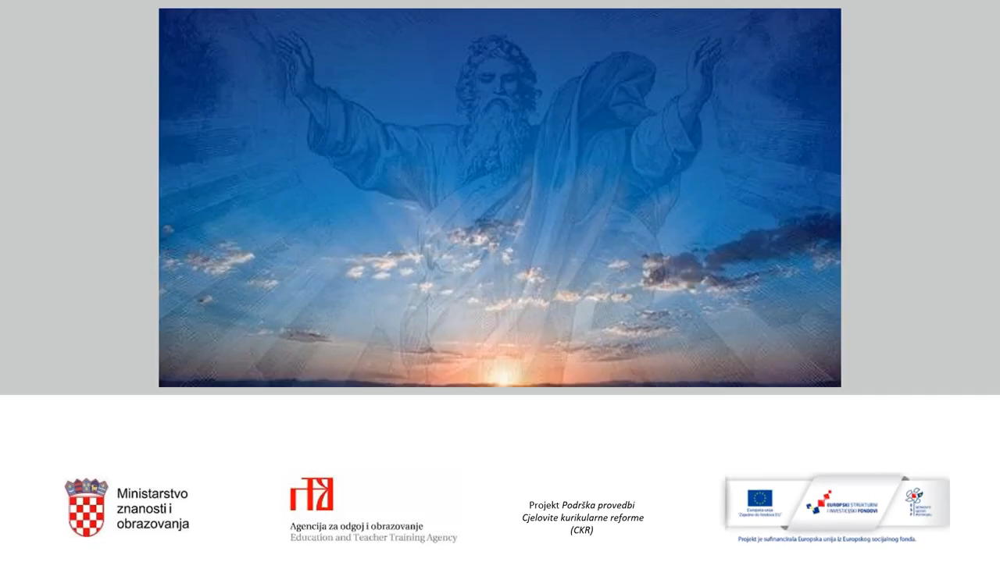 Ministarstvo
znanosti i
obrazovanja
Agencija za odgoj i obrazovanje
Education and Teacher Training Agency
Projekt Podrška provedbi
Cjelovite kurikularne reforme
(CKR)
Europska unija
"Zajedno do fondova EU"
EUROPSKI STRUKTURNI
I INVESTICIJSKI FONDOVI
Projekt je sufinancirala Europska unija iz Europskog socijalnog fonda.